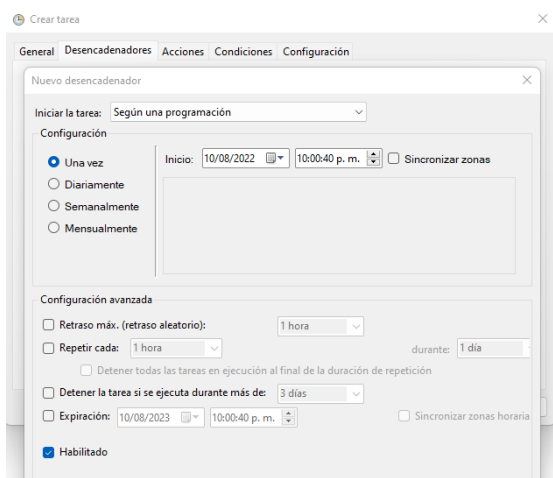 Crear tarea
General Desencadenadores Acciones Condiciones Configuración
Nuevo desencadenador
Iniciar la tarea: Según una programación
Configuración
Una vez
Inicio: 10/08/2022 10:00:40 p. m. Sincronizar zonas
Diariamente
Semanalmente
Mensualmente
Configuración avanzada
Retraso máx. (retraso aleatorio): 1 hora
Repetir cada: 1 hora durante: 1 día
Detener todas las tareas en ejecución al final de la duración de repetición
Detener la tarea si se ejecuta durante más de: 3 días
Expiración: 10/08/2023 10:00:40 p. m. Sincronizar zonas horaria
Habilitado